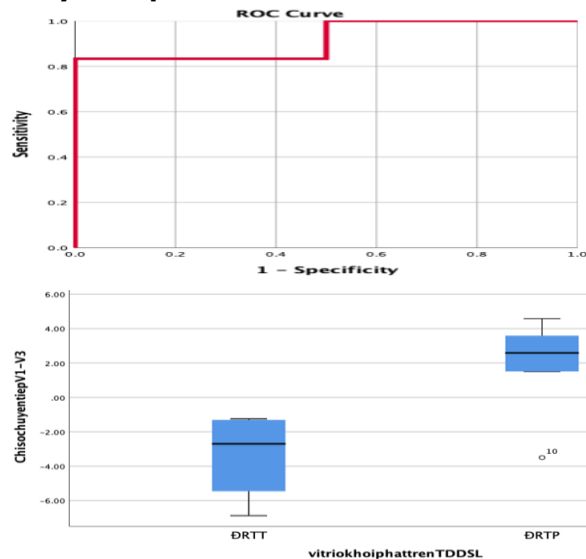 ROC Curve
1.0
0.8
0.6
0.4
0.2
0.0
Sensitivity
0.0 0.2 0.4 0.6 0.8 1.0
1 - Specificity
6.00
4.00
2.00
.00
-2.00
-4.00
-6.00
ChisochuyentiepV1-V3
10
ĐRTT ĐRTP
vitriokhoiphattrenTDDSL